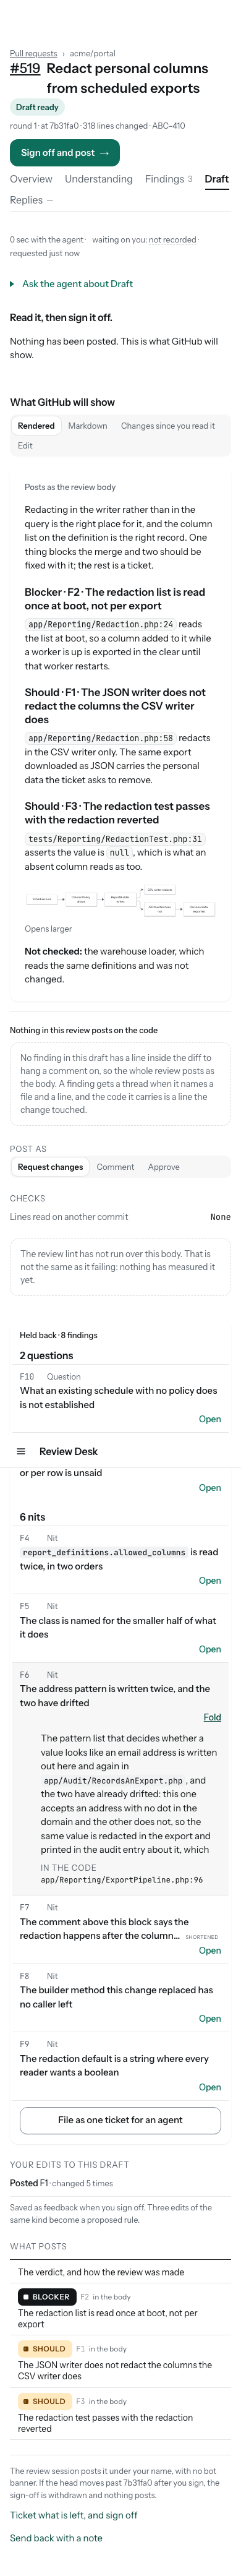 Pull requests › acme/portal
#519 Redact personal columns
from scheduled exports
Draft ready
round 1 · at 7b31fa0 · 318 lines changed · ABC-410
Sign off and post →
Overview Understanding Findings 3 Draft
Replies —
0 sec with the agent · waiting on you: not recorded ·
requested just now
Ask the agent about Draft
Read it, then sign it off.
Nothing has been posted. This is what GitHub will
show.
What GitHub will show
Rendered Markdown Changes since you read it
Edit
Posts as the review body
Redacting in the writer rather than in the
query is the right place for it, and the column
list on the definition is the right record. One
thing blocks the merge and two should be
fixed with it; the rest is a ticket.
Blocker · F2 · The redaction list is read
once at boot, not per export
app/Reporting/Redaction.php:24 reads
the list at boot, so a column added to it while
a worker is up is exported in the clear until
that worker restarts.
Should · F1 · The JSON writer does not
redact the columns the CSV writer
does
app/Reporting/Redaction.php:58 redacts
in the CSV writer only. The same export
downloaded as JSON carries the personal
data the ticket asks to remove.
Should · F3 · The redaction test passes
with the redaction reverted
tests/Reporting/RedactionTest.php:31
asserts the value is null, which is what an
absent column reads as too.
Opens larger
Not checked: the warehouse loader, which
reads the same definitions and was not
changed.
Nothing in this review posts on the code
No finding in this draft has a line inside the diff to
hang a comment on, so the whole review posts as
the body. A finding gets a thread when it names a
file and a line, and the code it carries is a line the
change touched.
POST AS
Request changes Comment Approve
CHECKS
Lines read on another commit None
The review lint has not run over this body. That is
not the same as it failing: nothing has measured it
yet.
Held back · 8 findings
2 questions
F10 Question
What an existing schedule with no policy does
is not established
Open
Review Desk
or per row is unsaid
Open
6 nits
F4 Nit
report_definitions.allowed_columns is read
twice, in two orders
Open
F5 Nit
The class is named for the smaller half of what
it does
Open
F6 Nit
The address pattern is written twice, and the
two have drifted
Fold
The pattern list that decides whether a
value looks like an email address is written
out here and again in
app/Audit/RecordsAnExport.php, and
the two have already drifted: this one
accepts an address with no dot in the
domain and the other does not, so the
same value is redacted in the export and
printed in the audit entry about it, which
IN THE CODE
app/Reporting/ExportPipeline.php:96
F7 Nit
The comment above this block says the
redaction happens after the column… SHORTENED
Open
F8 Nit
The builder method this change replaced has
no caller left
Open
F9 Nit
The redaction default is a string where every
reader wants a boolean
Open
File as one ticket for an agent
YOUR EDITS TO THIS DRAFT
Posted F1 · changed 5 times
Saved as feedback when you sign off. Three edits of the
same kind become a proposed rule.
WHAT POSTS
The verdict, and how the review was made
BLOCKER F2 in the body
The redaction list is read once at boot, not per
export
SHOULD F1 in the body
The JSON writer does not redact the columns the
CSV writer does
SHOULD F3 in the body
The redaction test passes with the redaction
reverted
The review session posts it under your name, with no bot
banner. If the head moves past 7b31fa0 after you sign, the
sign-off is withdrawn and nothing posts.
Ticket what is left, and sign off
Send back with a note